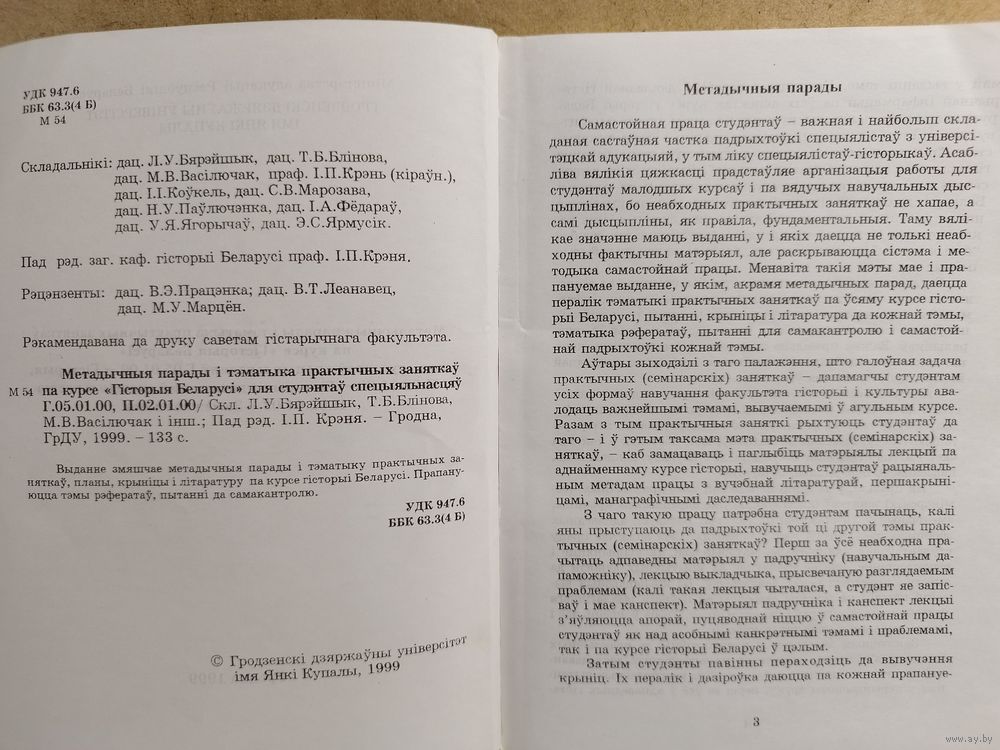 УДК 947.6
ББК 63.3(4 Б)
М 54
Складальнікі: дац. Л.У.Бярэйшык, дац. Т.Б.Блінова,
дац. М.В.Васілючак, праф. І.П.Крэнь (кіраўн.),
дац. І.І.Коўкель, дац. С.В.Марозава,
дац. Н.У.Паўлючэнка, дац. І.А.Фёдараў,
дац. У.Я.Ягорычаў, дац. Э.С.Ярмусік.
Пад рэд. заг. каф. гісторыі Беларусі праф. І.П.Крэня.
Рэцэнзенты: дац. В.Э.Працэнка; дац. В.Т.Леанавец,
дац. М.У.Марцён.
Рэкамендавана да друку саветам гістарычнага факультэта.
Метадычныя парады і тэматыка практычных заняткаў
М 54 па курсе «Гісторыя Беларусі» для студэнтаў спецыяльнасцяў
Г.05.01.00, П.02.01.00/ Скл. Л.У.Бярэйшык, Т.Б.Блінова,
М.В.Васілючак і інш.; Пад рэд. І.П. Крэня. – Гродна,
ГрДУ, 1999. – 133 с.
Выданне змяшчае метадычныя парады і тэматыку практычных за-
няткаў, планы, крыніцы і літаратуру па курсе гісторыі Беларусі. Прапану-
юцца тэмы рэфератаў, пытанні да самакантролю.
УДК 947.6
ББК 63.3(4 Б)
© Гродзенскі дзяржаўны універсітэт
імя Янкі Купалы, 1999
Метадычныя парады
Самастойная праца студэнтаў – важная і найбольш скла-
даная састаўная частка падрыхтоўкі спецыялістаў з універсі-
тэцкай адукацыяй, у тым ліку спецыялістаў-гісторыкаў. Асаб-
ліва вялікія цяжкасці прадстаўляе арганізацыя работы для
студэнтаў малодшых курсаў і па вядучых навучальных дыс-
цыплінах, бо неабходных практычных заняткаў не хапае, а
самі дысцыпліны, як правіла, фундаментальныя. Таму вялі-
кае значэнне маюць выданні, у і якіх даецца не толькі неаб-
ходны фактычны матэрыял, але раскрываюцца сістэма і ме-
тодыка самастойнай працы. Менавіта такія мэты мае і пра-
пануемае выданне, у якім, акрамя метадычных парад, даецца
пералік тэматыкі практычных заняткаў па ўсяму курсе гісто-
рыі Беларусі, пытанні, крыніцы і літаратура да кожнай тэмы,
тэматыка рэфератаў, пытанні для самакантролю і самастой-
най падрыхтоўкі кожнай тэмы.
Аўтары зыходзілі з таго палажэння, што галоўная задача
практычных (семінарскіх) заняткаў – дапамагчы студэнтам
усіх формаў навучання факультэта гісторыі і культуры ава-
лодаць важнейшымі тэмамі, вывучаемымі ў агульным курсе.
Разам з тым практычныя заняткі рыхтуюць студэнтаў да
таго – і ў гэтым таксама мэта практычных (семінарскіх) за-
няткаў, – каб замацаваць і паглыбіць матэрыялы лекцый па
аднайменнаму курсе гісторыі, навучыць студэнтаў рацыяналь-
ным метадам працы з вучэбнай літаратурай, першакрыні-
цамі, манаграфічнымі даследаваннямі.
З чаго такую працу патрэбна студэнтам пачынаць, калі
яны прыступаюць да падрыхтоўкі той ці другой тэмы прак-
тычных (семінарскіх) заняткаў? Перш за ўсё неабходна пра-
чытаць адпаведны матэрыял у падручніку (навучальным да-
паможніку), лекцыю выкладчыка, прысвечаную разглядаемым
праблемам (калі такая лекцыя чыталася, а студэнт яе запіс-
ваў і мае канспект). Матэрыял падручніка і канспект лекцыі
з’яўляюцца апорай, пуцяводнай ніццю ў самастойнай працы
студэнтаў як над асобнымі канкрэтнымі тэмамі і праблемамі,
так і па курсе гісторыі Беларусі ў цэлым.
Затым студэнты павінны пераходзіць да вывучэння
крыніц. Іх пералік і дазіроўка даюцца па кожнай прапануе-
3
www.ay.by